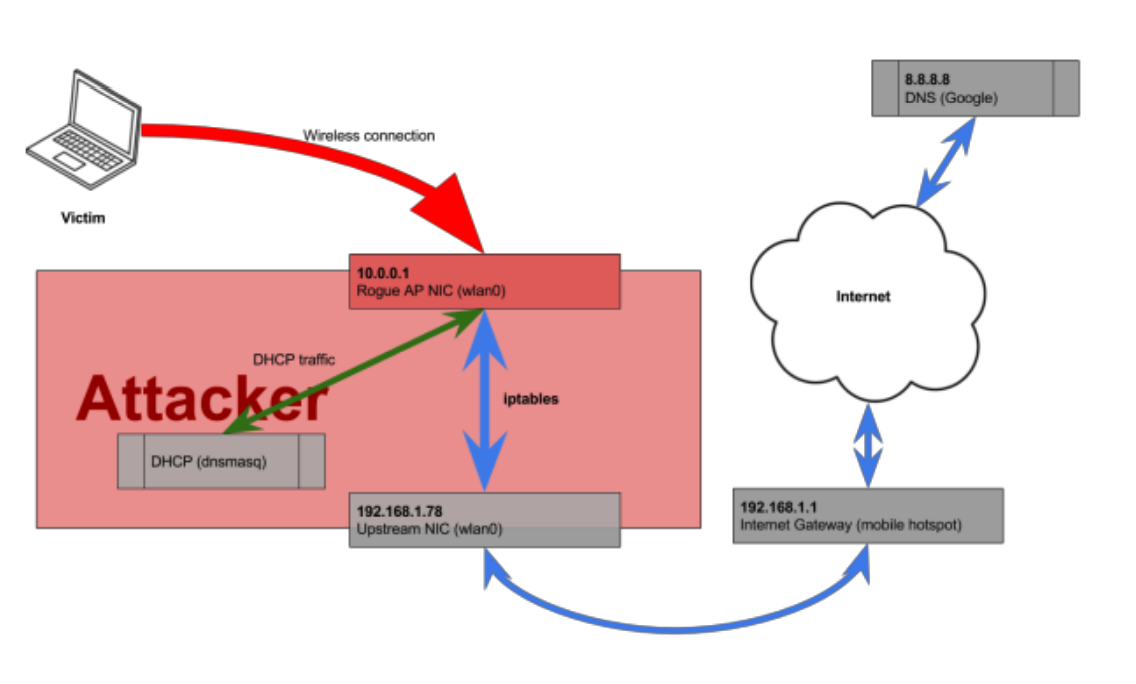 8.8.8.8
DNS (Google)
Wireless connection
Victim
10.0.0.1
Rogue AP NIC (wlan0)
Internet
DHCP traffic
Attacker
iptables
DHCP (dnsmasq)
192.168.1.78
Upstream NIC (wlan0)
192.168.1.1
Internet Gateway (mobile hotspot)